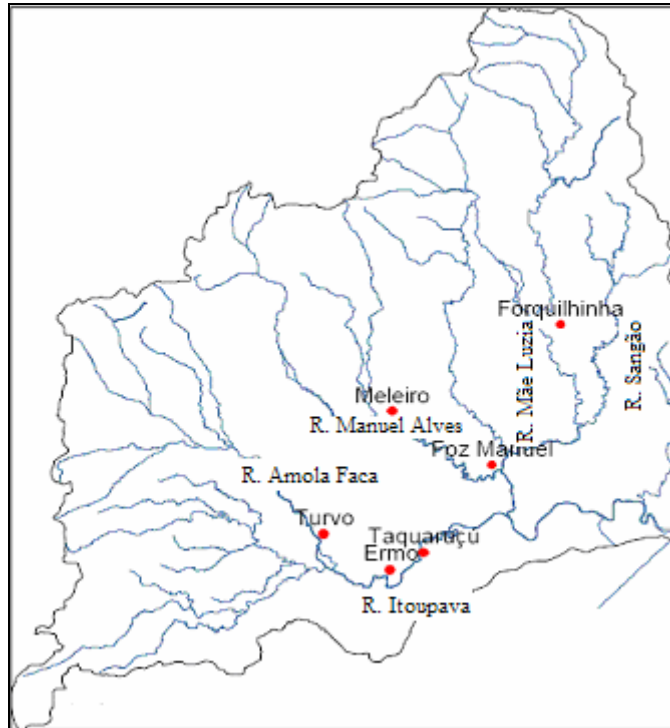 Forquilhinha
R. Mãe Luzia
R. Sangão
Meleiro
R. Manuel Alves
Foz Manuel
R. Amola Faca
Turvo
Taquaruçu
Ermo
R. Itoupava